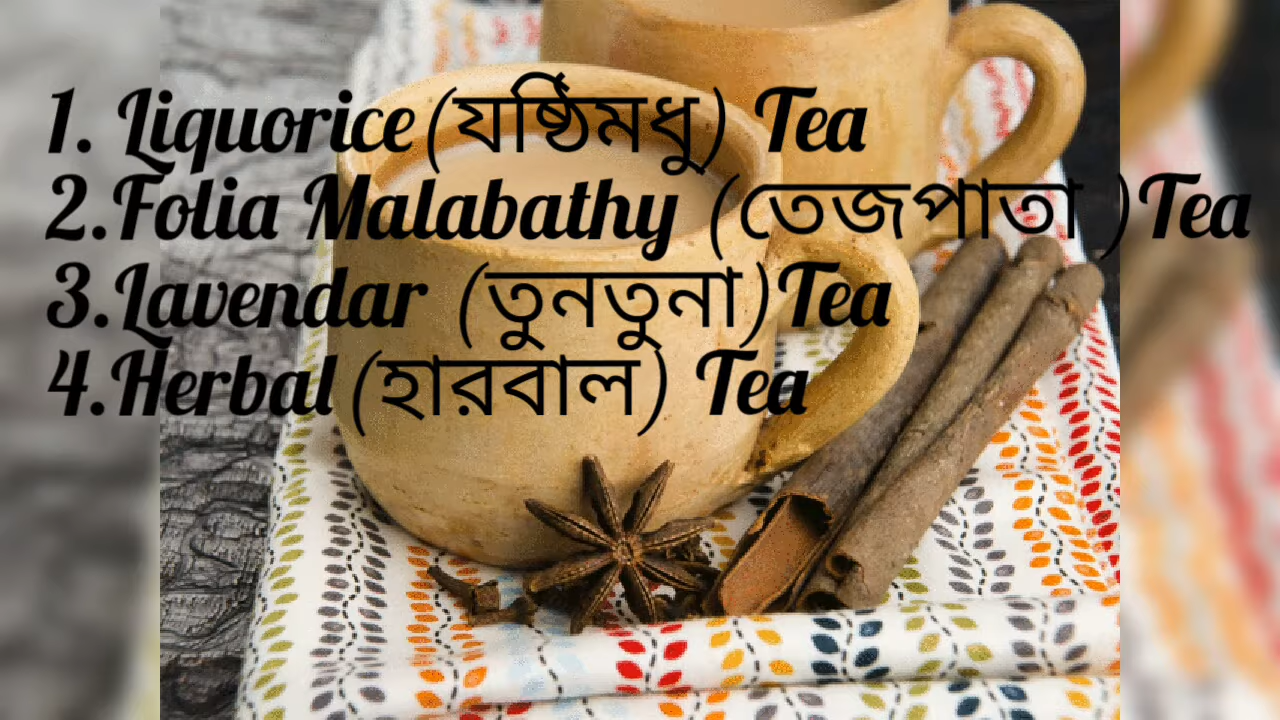 1. Liquorice (যষ্ঠিমধু) Tea
2.Folia Malabathy (তেজপাতা )Tea
3.Lavendar (তুনতুনা)Tea
4.Herbal (হারবাল) Tea